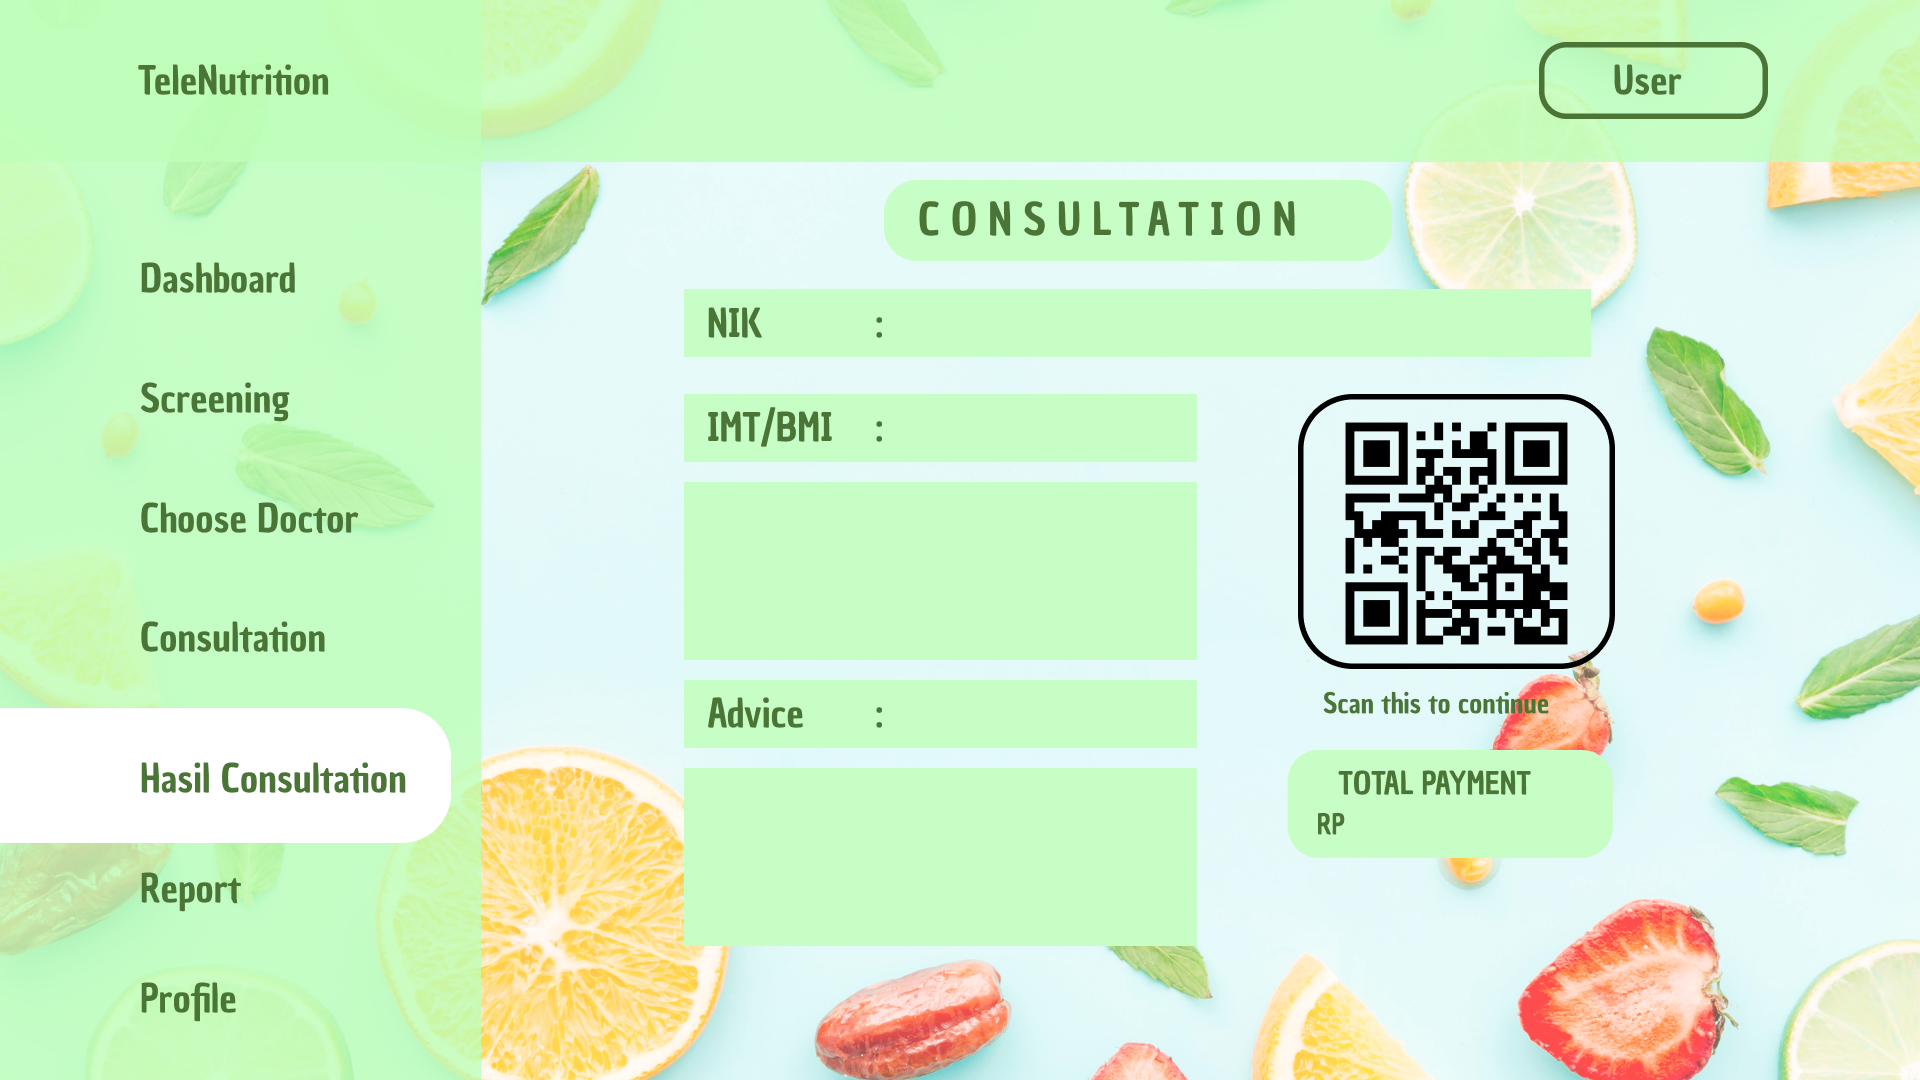 TeleNutrition
User
Dashboard
Screening
Choose Doctor
Consultation
Hasil Consultation
Report
Profile
CONSULTATION
NIK :
IMT/BMI :
Advice :
Scan this to continue
TOTAL PAYMENT
RP